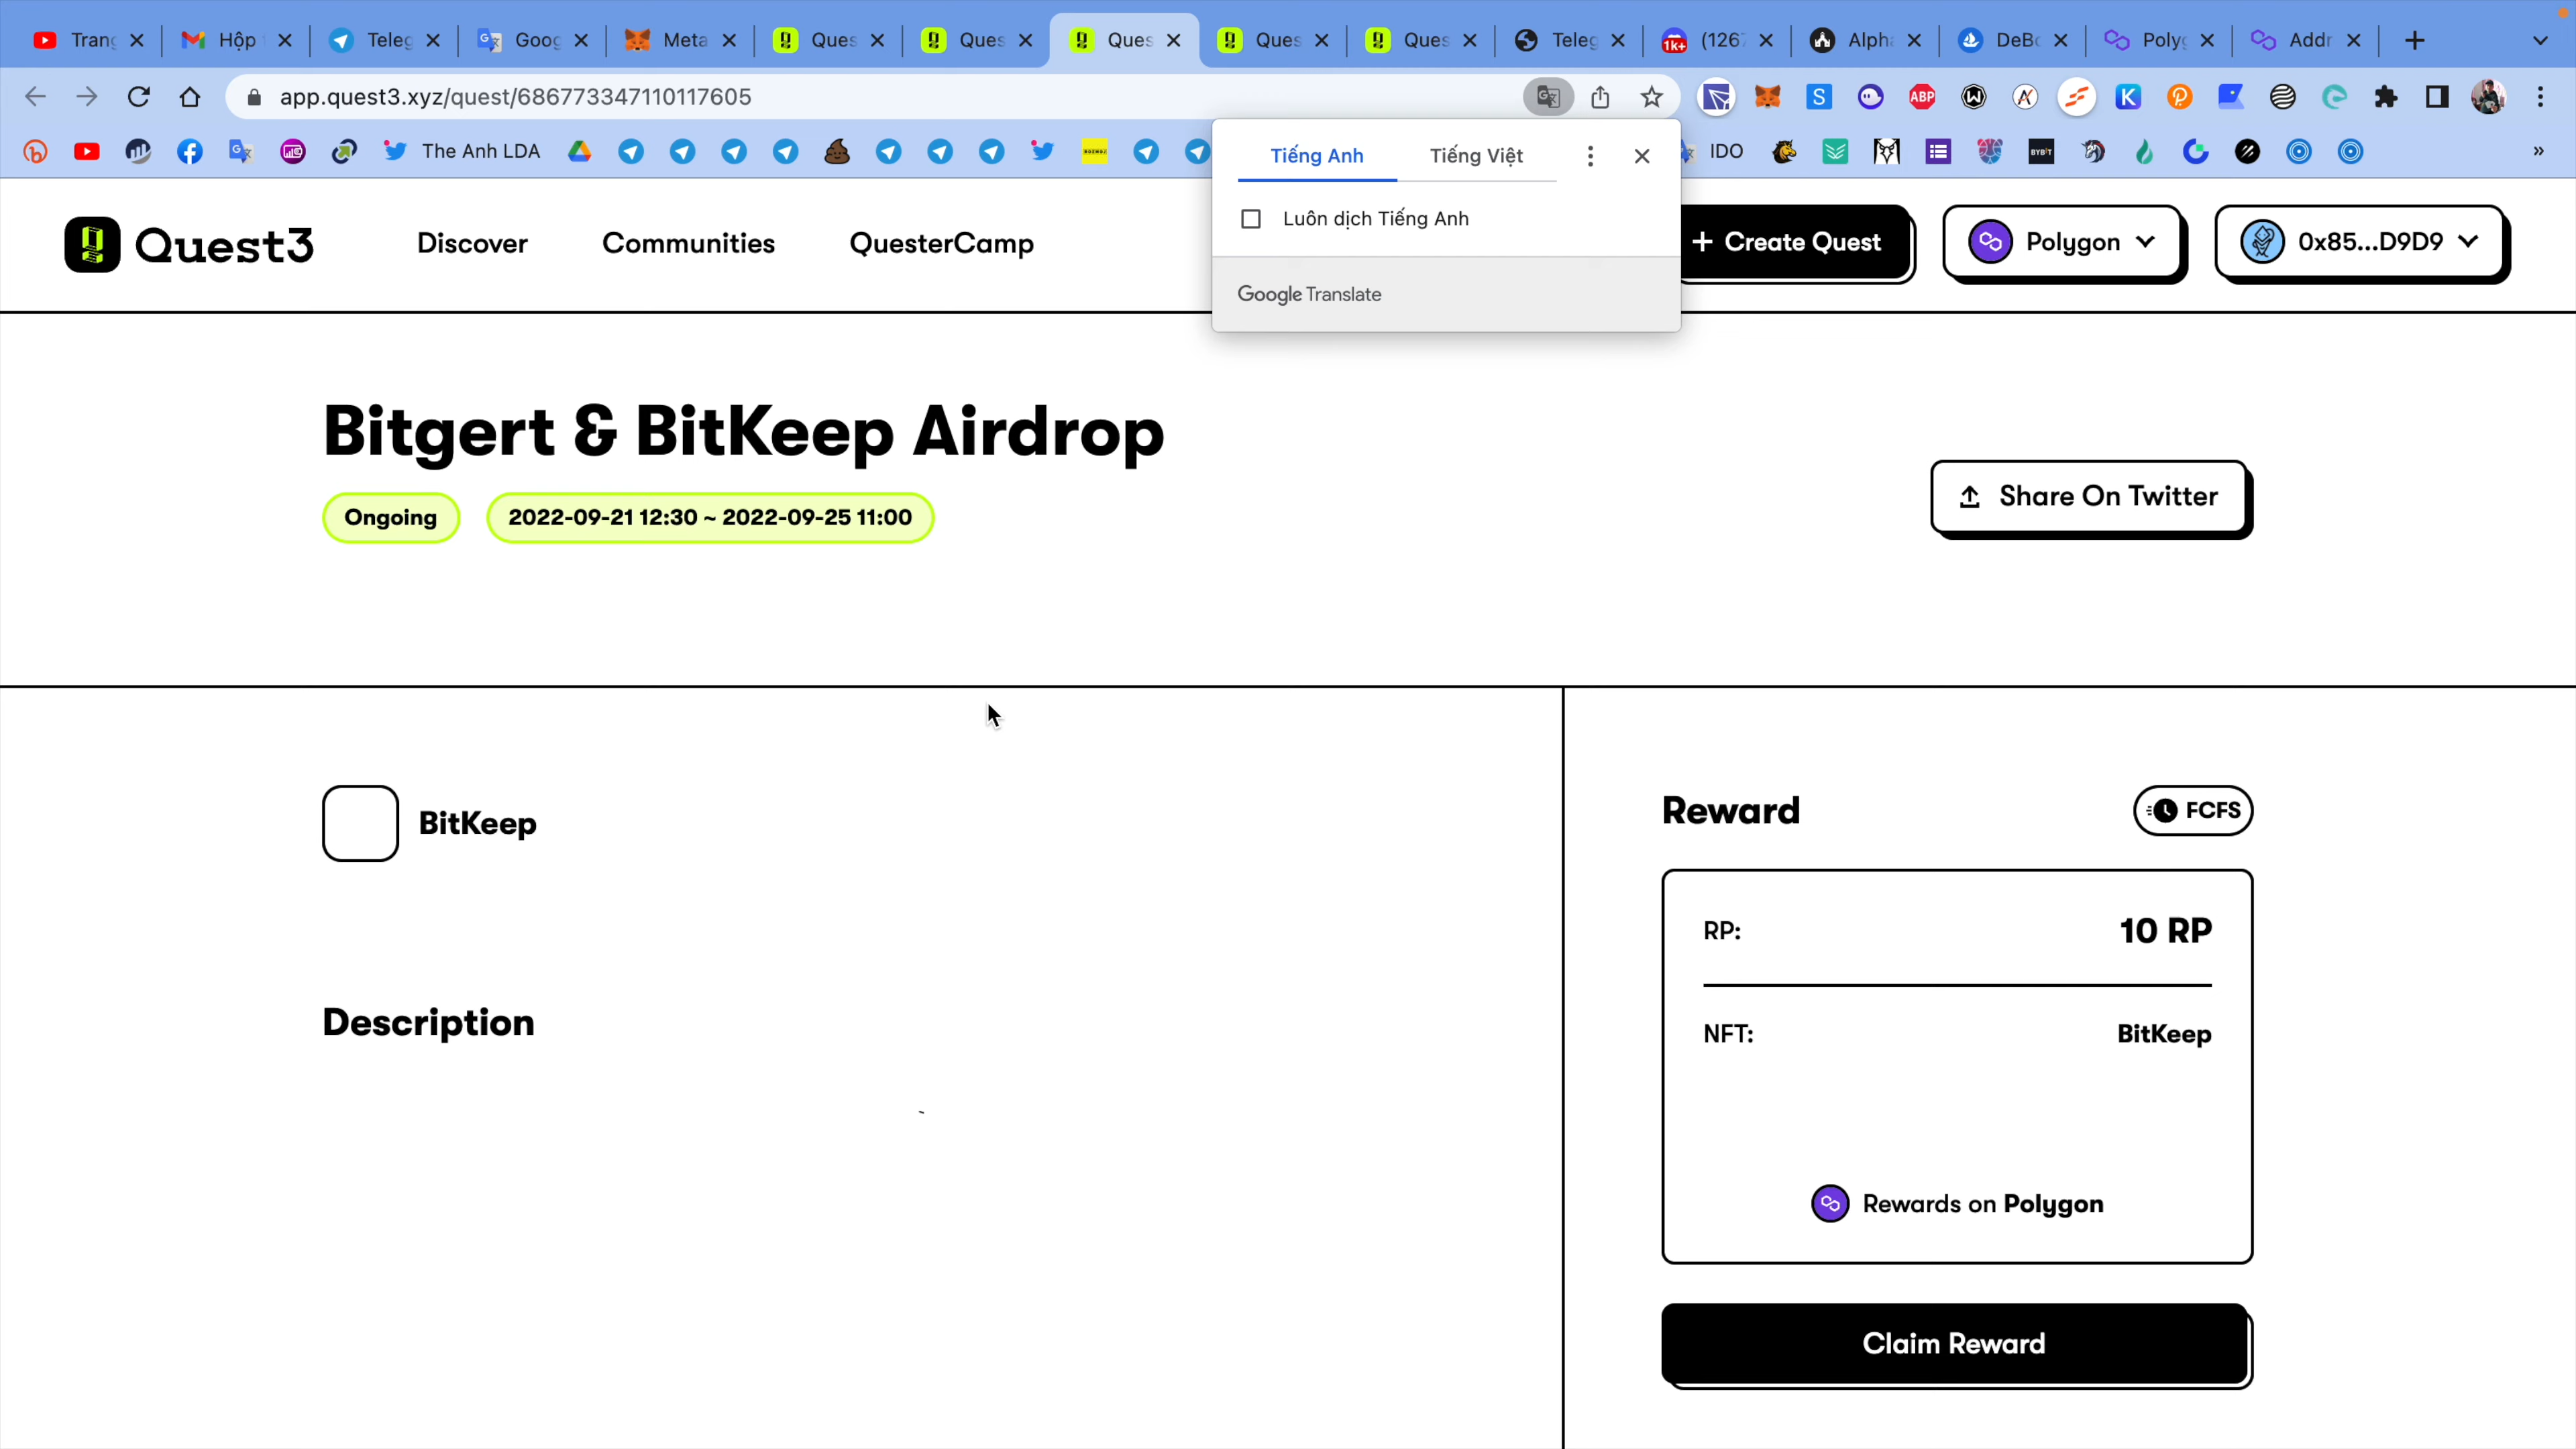 Trang
Hộp
Teleg
Goog
Meta
Ques
Ques
Ques
Ques
Ques
Teleg
(126
Alpha
DeBo
Polyg
Addr
app.quest3.xyz/quest/686773347110117605
The Anh LDA
IDO
Tiếng Anh
Tiếng Việt
Luôn dịch Tiếng Anh
Google Translate
Quest3
Discover
Communities
QuesterCamp
+ Create Quest
Polygon
0x85...D9D9
Bitgert & BitKeep Airdrop
Ongoing
2022-09-21 12:30 ~ 2022-09-25 11:00
Share On Twitter
BitKeep
Description
Reward
FCFS
RP:
10 RP
NFT:
BitKeep
Rewards on Polygon
Claim Reward